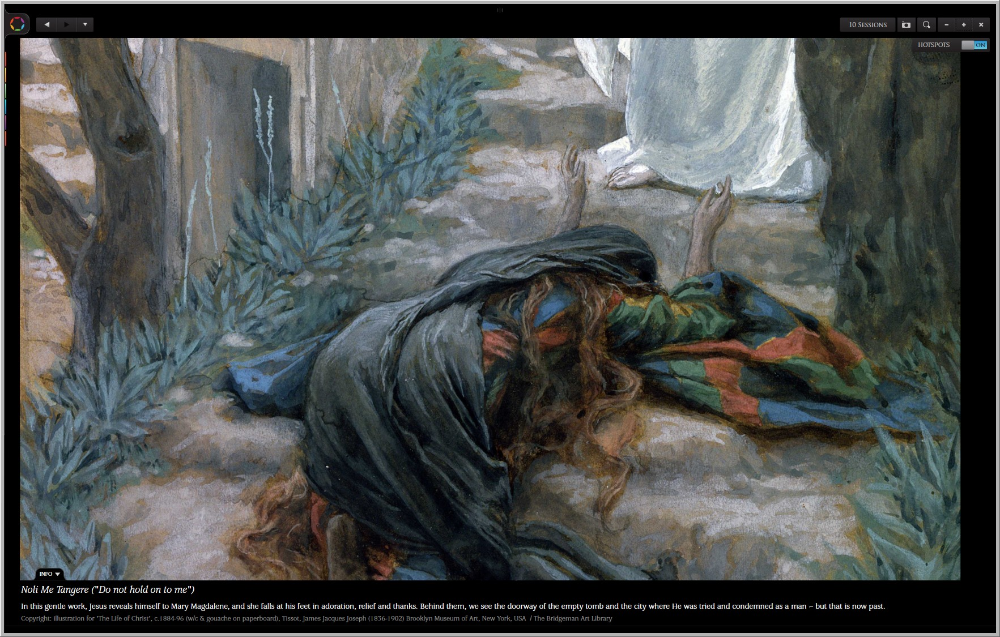 10 Sessions
HOTSPOTS ON
INFO
Noli Me Tangere ("Do not hold on to me")
In this gentle work, Jesus reveals himself to Mary Magdalene, and she falls at his feet in adoration, relief and thanks. Behind them, we see the doorway of the empty tomb and the city where He was tried and condemned as a man – but that is now past.
Copyright: illustration for 'The Life of Christ', c.1884-96 (w/c & gouache on paperboard), Tissot, James Jacques Joseph (1836-1902) Brooklyn Museum of Art, New York, USA / The Bridgeman Art Library